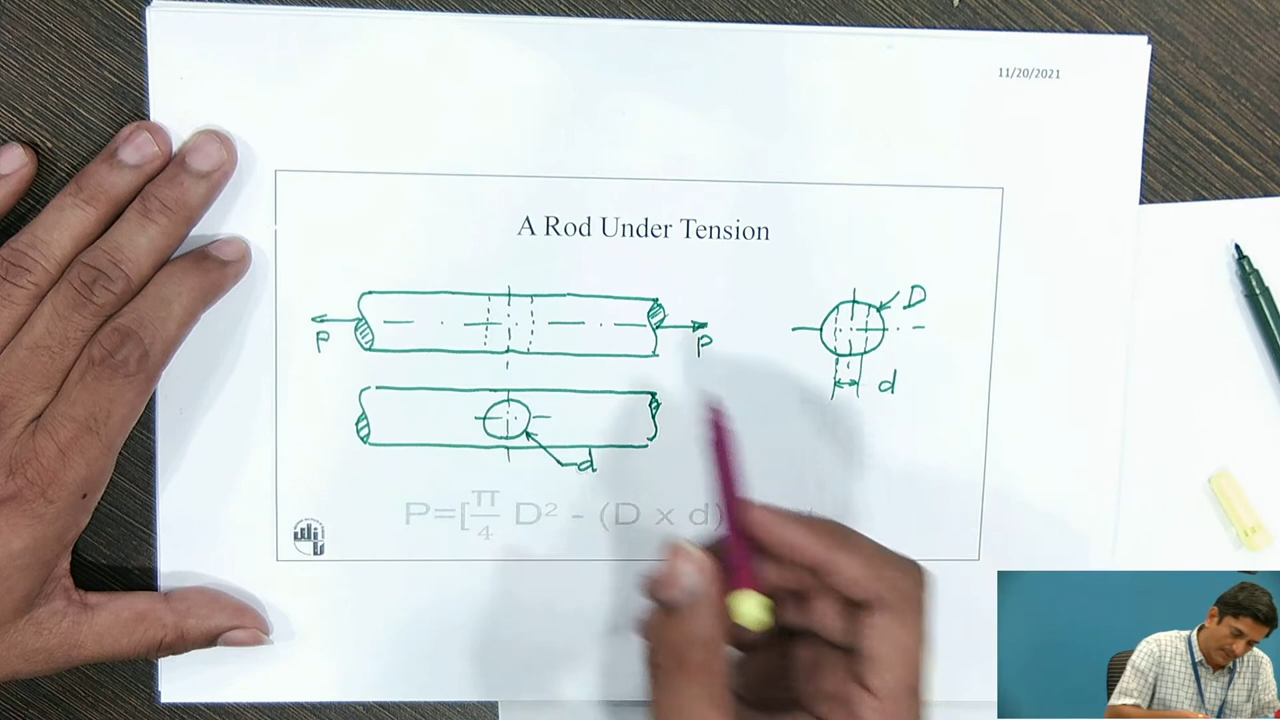 11/20/2021
A Rod Under Tension
P
P
D
d
d
P=[π/4 D² - (D x d)